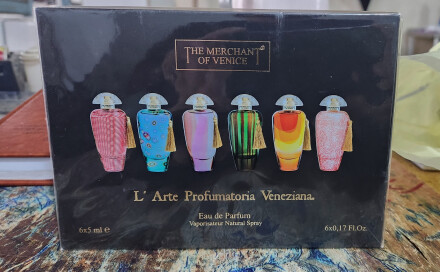 THE MERCHANT®
OF VENICE
L' Arte Profumatoria Veneziana.
Eau de Parfum
Vaporisateur Natural Spray
6x5 ml e
6x0,17 Fl.Oz.